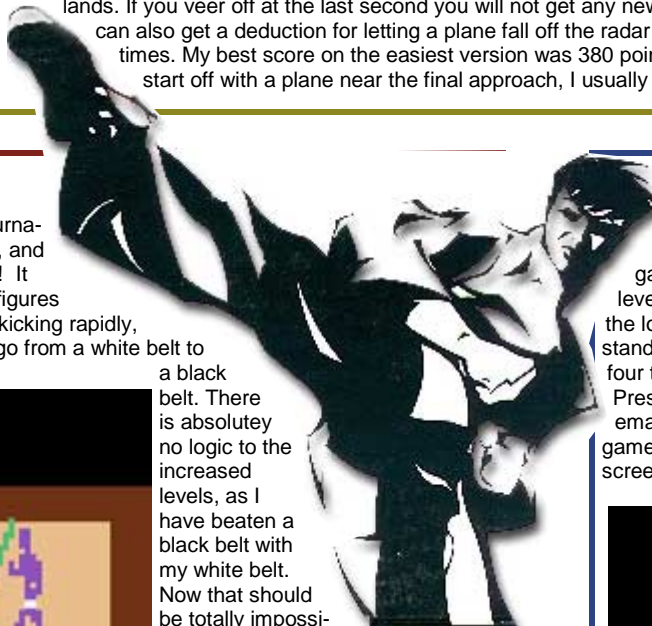 lands. If you veer off at the last second you will not get any new
can also get a deduction for letting a plane fall off the radar
times. My best score on the easiest version was 380 poin
start off with a plane near the final approach, I usually
urna-
, and
! It
figures
kicking rapidly,
go from a white belt to
a black
belt. There
is absolutey
no logic to the
increased
levels, as I
have beaten a
black belt with
my white belt.
Now that should
be totally impossi-
ga
leve
the lo
stand
four t
Pres
ema
game
scree